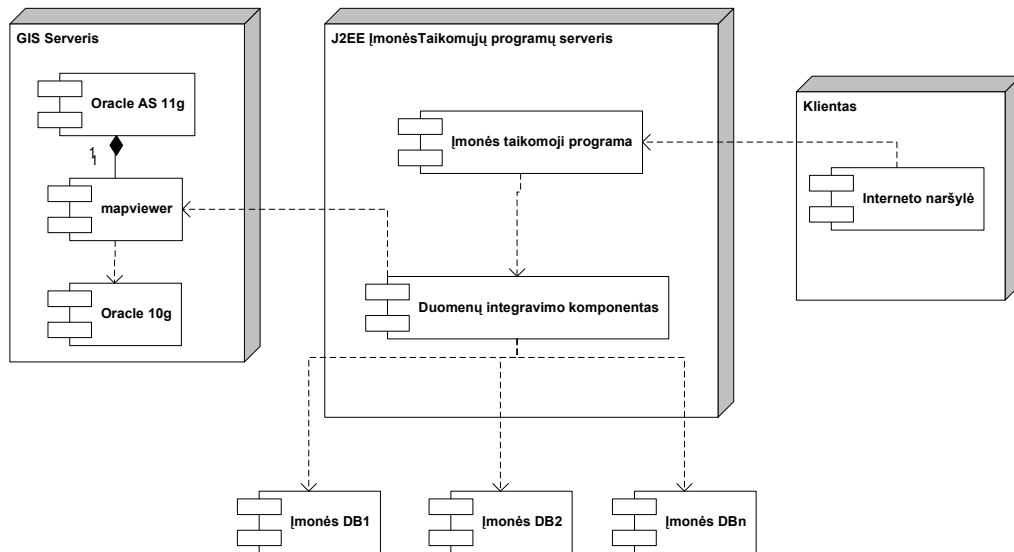 GIS Serveris
Oracle AS 11g
1
1
mapviewer
Oracle 10g
J2EE ĮmonėsTaikomųjų programų serveris
Įmonės taikomoji programa
Duomenų integravimo komponentas
Klientas
Interneto naršylė
Įmonės DB1
Įmonės DB2
Įmonės DBn